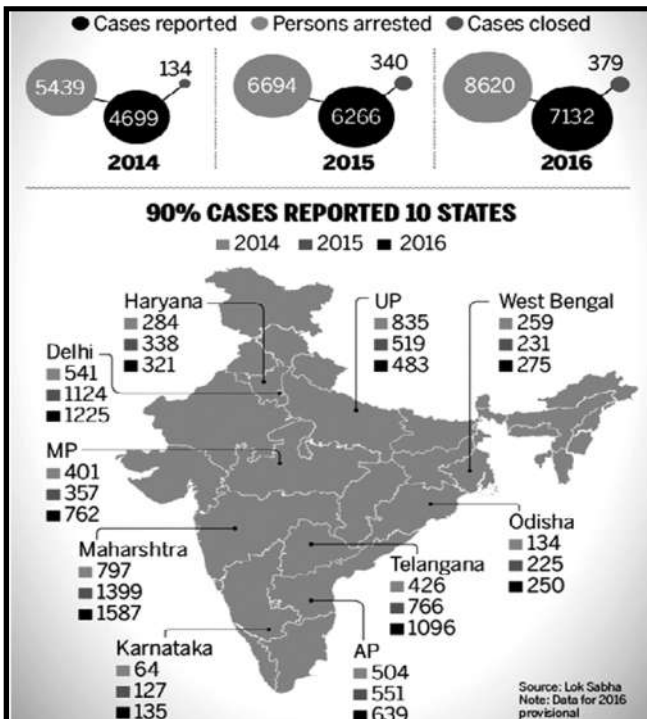 Cases reported Persons arrested Cases closed
5439
4699
134
2014
6694
6266
340
2015
8620
7132
379
2016
90% CASES REPORTED 10 STATES
2014 2015 2016
Haryana
284
338
321
UP
835
519
483
West Bengal
259
231
275
Delhi
541
1124
1225
MP
401
357
762
Maharshtra
797
1399
1587
Karnataka
64
127
135
Telangana
426
766
1096
AP
504
551
639
Odisha
134
225
250
Source: Lok Sabha
Note: Data for 2016
provisional